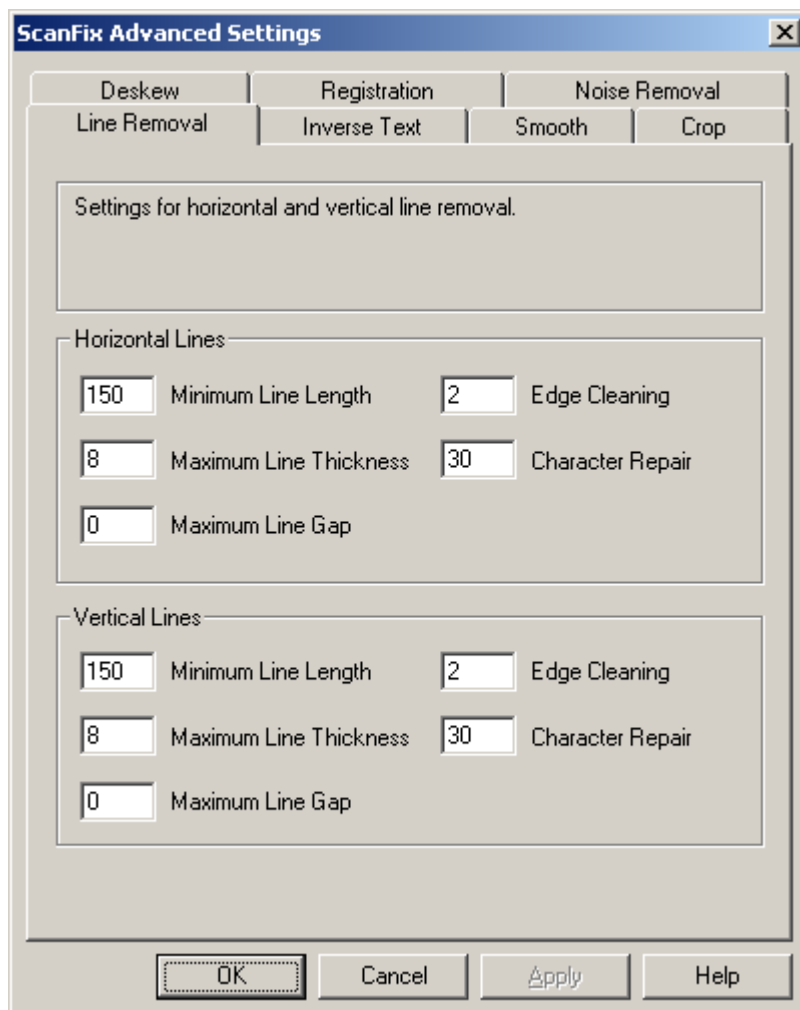 ScanFix Advanced Settings
Deskew Registration Noise Removal
Line Removal Inverse Text Smooth Crop
Settings for horizontal and vertical line removal.
Horizontal Lines
150 Minimum Line Length 2 Edge Cleaning
8 Maximum Line Thickness 30 Character Repair
0 Maximum Line Gap
Vertical Lines
150 Minimum Line Length 2 Edge Cleaning
8 Maximum Line Thickness 30 Character Repair
0 Maximum Line Gap
OK Cancel Apply Help